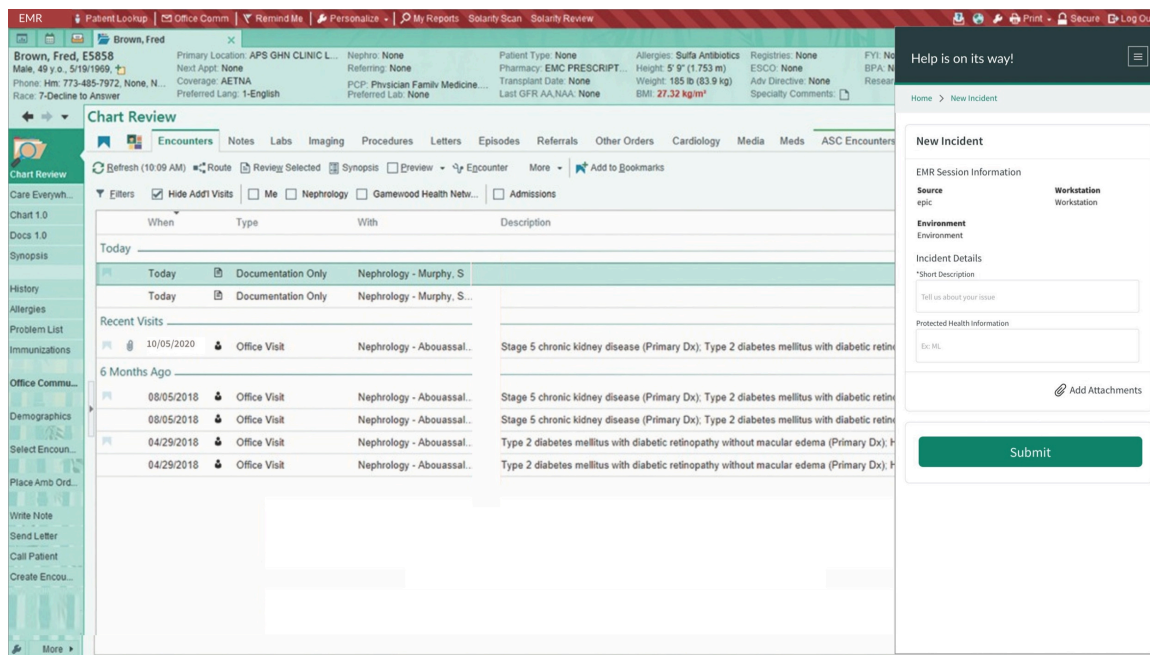 EMR Patient Lookup Office Comm Remind Me Personalize My Reports Solarity Scan Solarity Review Print Secure Log Ou
Brown, Fred ×
Brown, Fred, E5858
Male, 49 y.o., 5/19/1969,
Phone: Hm: 773-485-7972, None, N...
Race: 7-Decline to Answer
Primary Location: APS GHN CLINIC L...
Next Appt: None
Coverage: AETNA
Preferred Lang: 1-English
Nephro: None
Referring: None
PCP: Physician Family Medicine....
Preferred Lab: None
Patient Type: None
Pharmacy: EMC PRESCRIPT...
Transplant Date: None
Last GFR AA,NAA: None
Allergies: Sulfa Antibiotics
Height: 5' 9" (1.753 m)
Weight: 185 lb (83.9 kg)
BMI: 27.32 kg/m²
Registries: None
ESCO: None
Adv Directive: None
Specialty Comments:
FYI: No
BPA: N
Resear
Chart Review
Care Everywh...
Chart 1.0
Docs 1.0
Synopsis
History
Allergies
Problem List
Immunizations
Office Commu...
Demographics
Select Encoun...
Place Amb Ord...
Write Note
Send Letter
Call Patient
Create Encou...
More
Chart Review
Encounters Notes Labs Imaging Procedures Letters Episodes Referrals Other Orders Cardiology Media Meds ASC Encounters
Refresh (10:09 AM) Route Review Selected Synopsis Preview Encounter More Add to Bookmarks
Filters Hide Add'l Visits Me Nephrology Gamewood Health Netw... Admissions
When Type With Description
Today
Today Documentation Only Nephrology - Murphy, S
Today Documentation Only Nephrology - Murphy, S...
Recent Visits
10/05/2020 Office Visit Nephrology - Abouassal.. Stage 5 chronic kidney disease (Primary Dx); Type 2 diabetes mellitus with diabetic retin
6 Months Ago
08/05/2018 Office Visit Nephrology - Abouassal.. Stage 5 chronic kidney disease (Primary Dx); Type 2 diabetes mellitus with diabetic retin
08/05/2018 Office Visit Nephrology - Abouassal.. Stage 5 chronic kidney disease (Primary Dx); Type 2 diabetes mellitus with diabetic retin
04/29/2018 Office Visit Nephrology - Abouassal.. Type 2 diabetes mellitus with diabetic retinopathy without macular edema (Primary Dx); H
04/29/2018 Office Visit Nephrology - Abouassal.. Type 2 diabetes mellitus with diabetic retinopathy without macular edema (Primary Dx); H
Help is on its way!
Home > New Incident
New Incident
EMR Session Information
Source Workstation
epic Workstation
Environment
Environment
Incident Details
*Short Description
Tell us about your issue
Protected Health Information
Ex: ML
Add Attachments
Submit